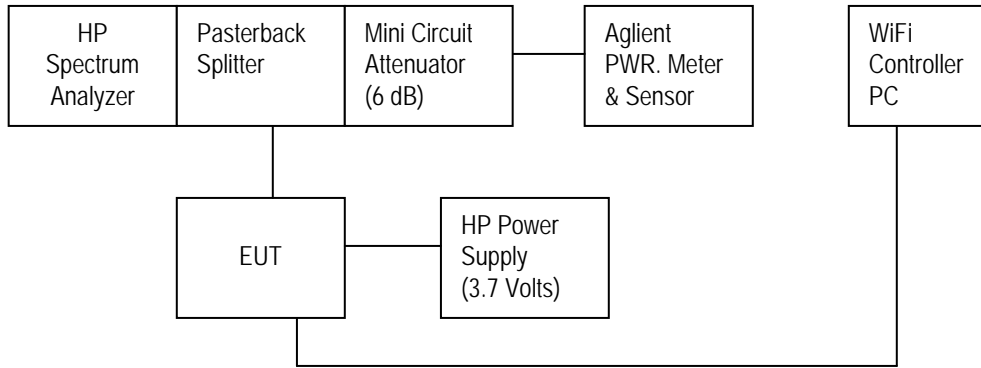 HP
Spectrum
Analyzer
Pasterback
Splitter
Mini Circuit
Attenuator
(6 dB)
Aglient
PWR. Meter
& Sensor
WiFi
Controller
PC
EUT
HP Power
Supply
(3.7 Volts)